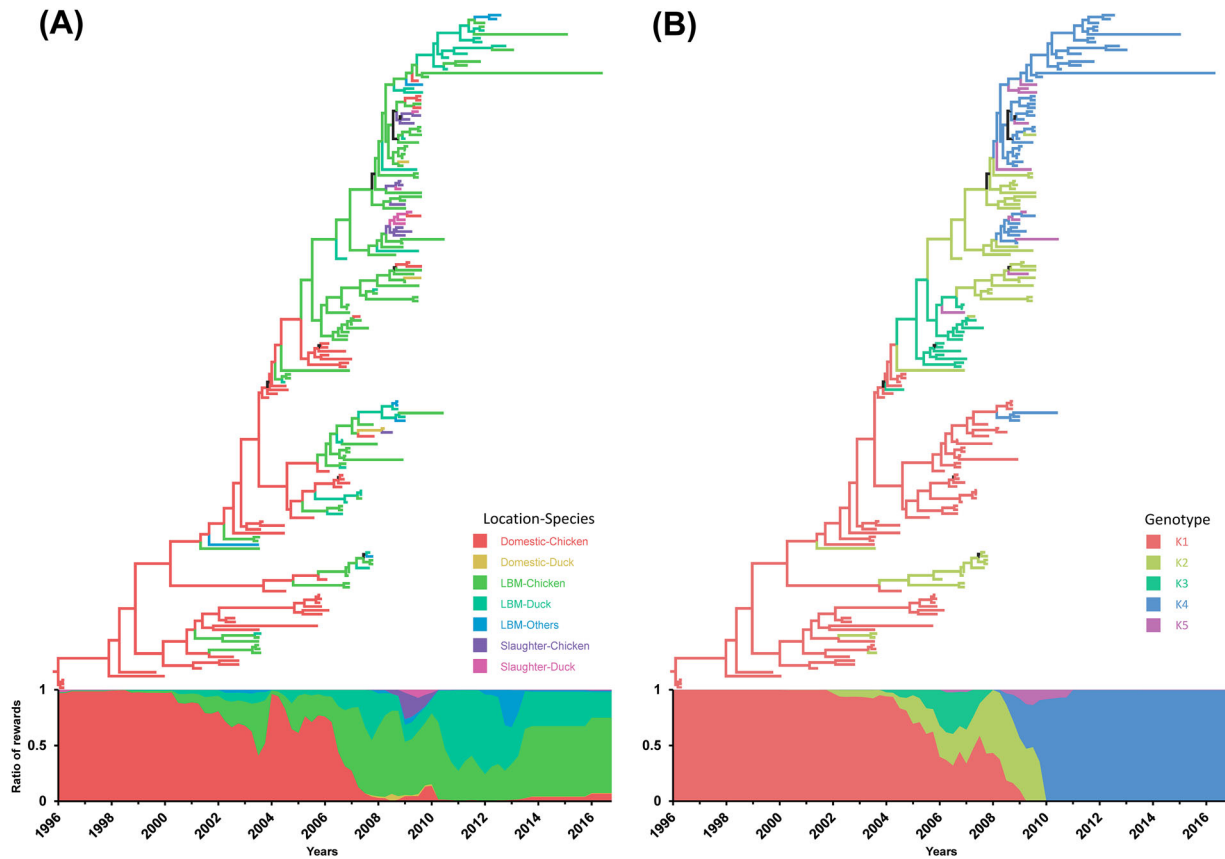 (A)
Location-Species
Domestic-Chicken
Domestic-Duck
LBM-Chicken
LBM-Duck
LBM-Others
Slaughter-Chicken
Slaughter-Duck
Ratio of rewards
1
0.5
0
1996
1998
2000
2002
2004
2006
2008
2010
2012
2014
2016
Years
(B)
Genotype
K1
K2
K3
K4
K5
1
0.5
0
1996
1998
2000
2002
2004
2006
2008
2010
2012
2014
2016
Years